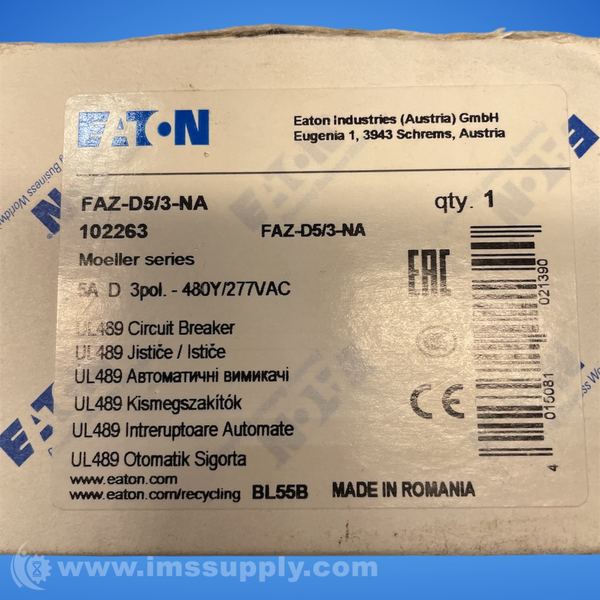 EATON
Eaton Industries (Austria) GmbH
Eugenia 1, 3943 Schrems, Austria
FAZ-D5/3-NA
qty. 1
102263
FAZ-D5/3-NA
Moeller series
EAC
5A D 3pol. - 480Y/277VAC
UL489 Circuit Breaker
UL489 Jističe / Ističe
UL489 Автоматичні вимикачі
UL489 Kismegszakítók
UL489 Intreruptoare Automate
UL489 Otomatik Sigorta
CE
4 015081 021390
www.eaton.com
www.eaton.com/recycling
BL55B
MADE IN ROMANIA
g Business Worldwide
EATON
© www.imssupply.com/